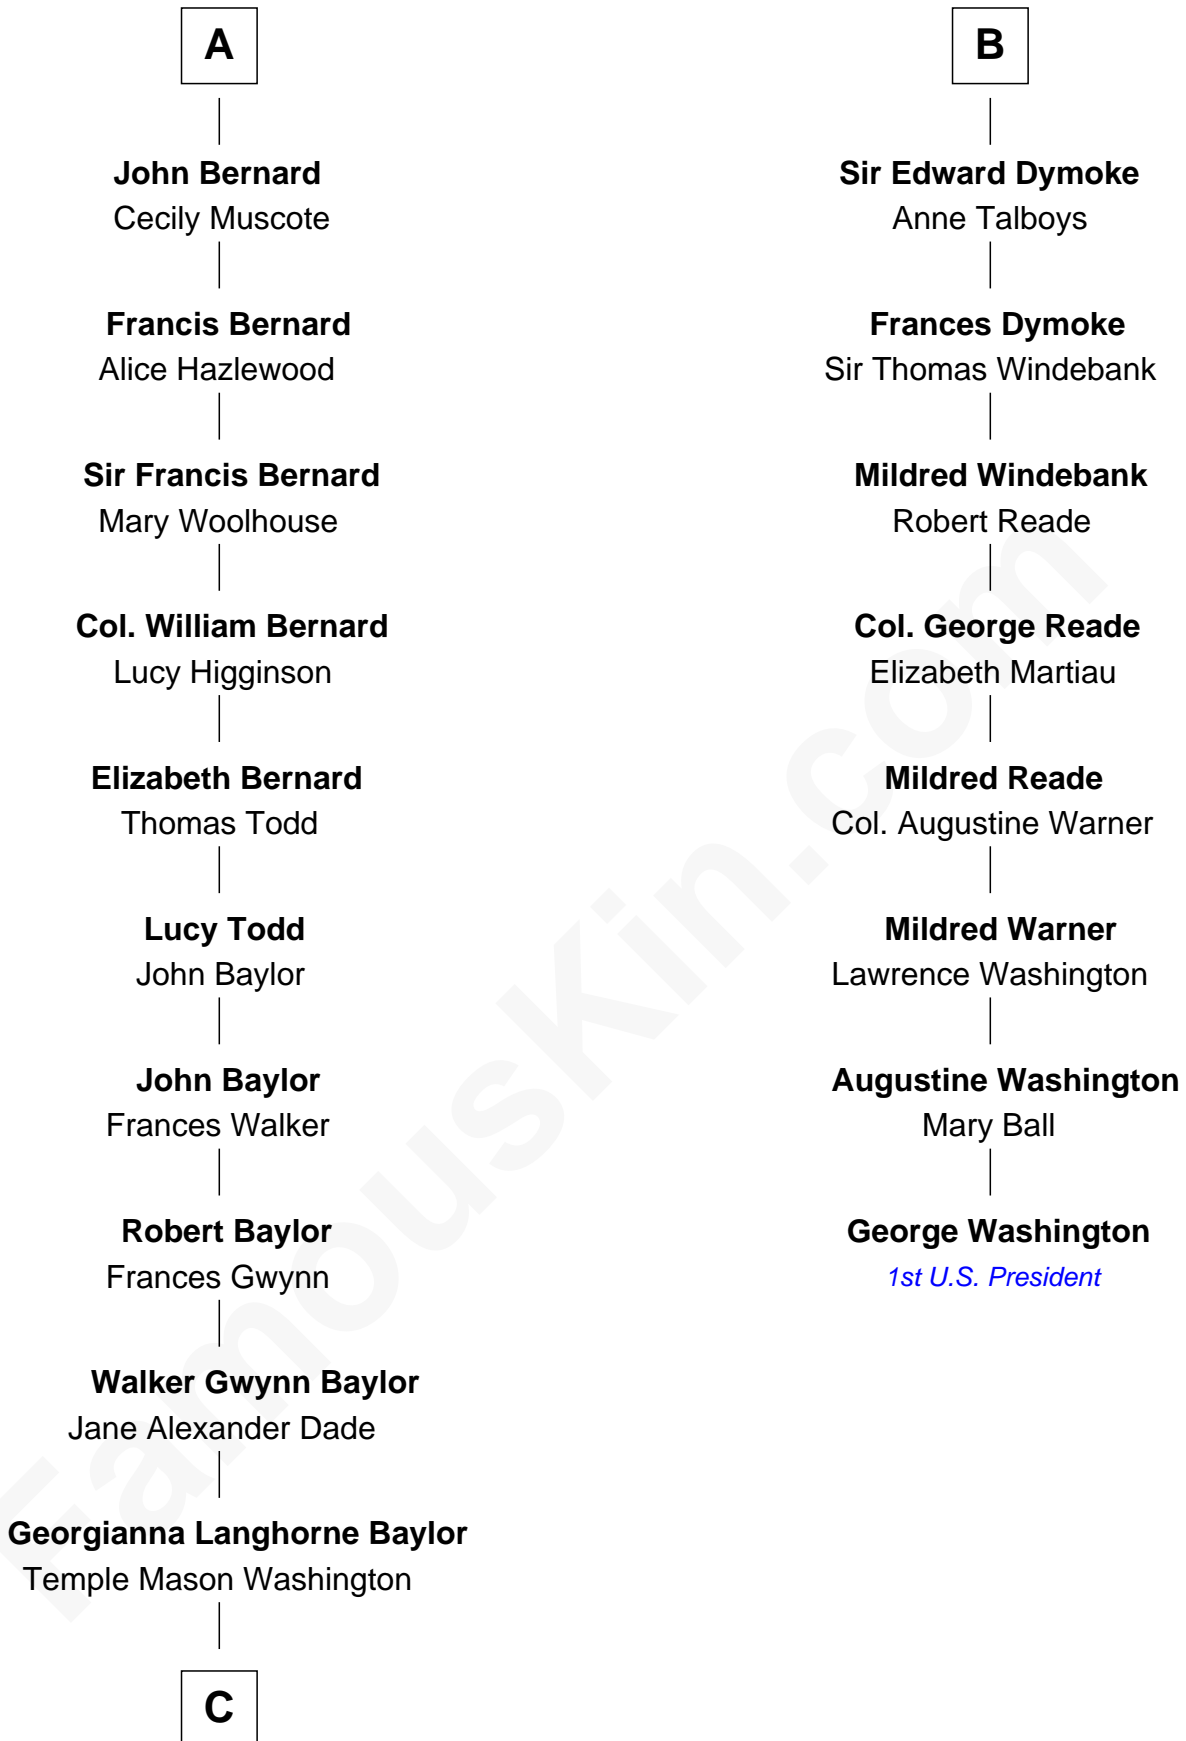 A
John Bernard
Cecily Muscote
Francis Bernard
Alice Hazlewood
Sir Francis Bernard
Mary Woolhouse
Col. William Bernard
Lucy Higginson
Elizabeth Bernard
Thomas Todd
Lucy Todd
John Baylor
John Baylor
Frances Walker
Robert Baylor
Frances Gwynn
Walker Gwynn Baylor
Jane Alexander Dade
Georgianna Langhorne Baylor
Temple Mason Washington
C
B
Sir Edward Dymoke
Anne Talboys
Frances Dymoke
Sir Thomas Windebank
Mildred Windebank
Robert Reade
Col. George Reade
Elizabeth Martiau
Mildred Reade
Col. Augustine Warner
Mildred Warner
Lawrence Washington
Augustine Washington
Mary Ball
George Washington
1st U.S. President
FamousKin.com